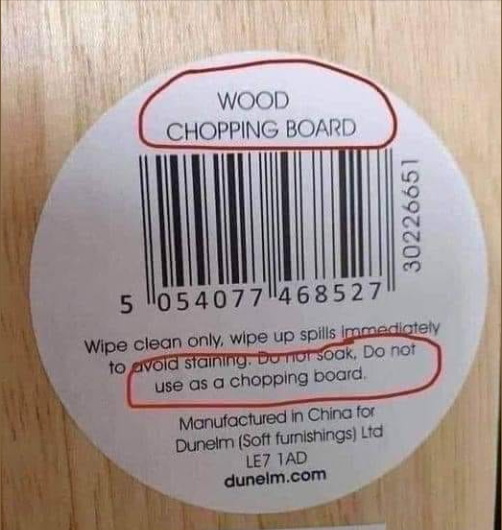 WOOD
CHOPPING BOARD
30226651
5 054077 468527
Wipe clean only, wipe up spills immediately
to avoid staining. Do not soak, Do not
use as a chopping board.
Manufactured in China for
Dunelm (Soft furnishings) Ltd
LE7 1AD
dunelm.com